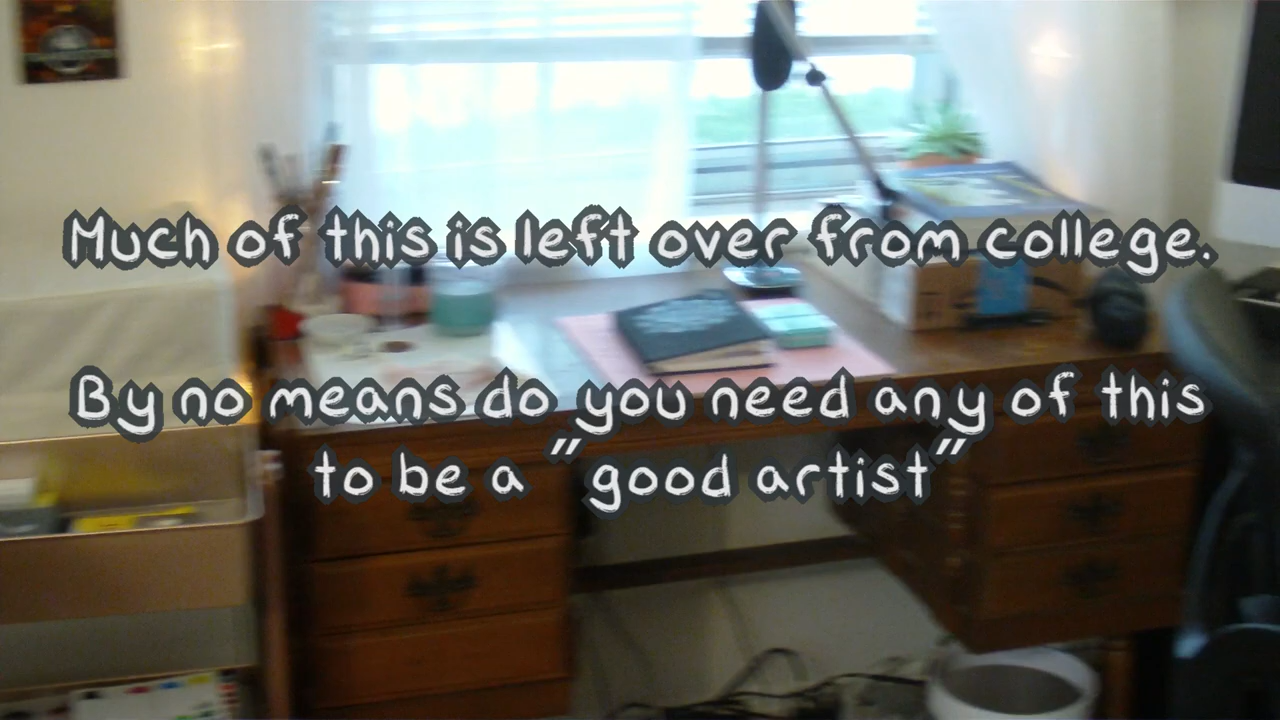 Much of this is left over from college.
By no means do you need any of this
to be a "good artist"